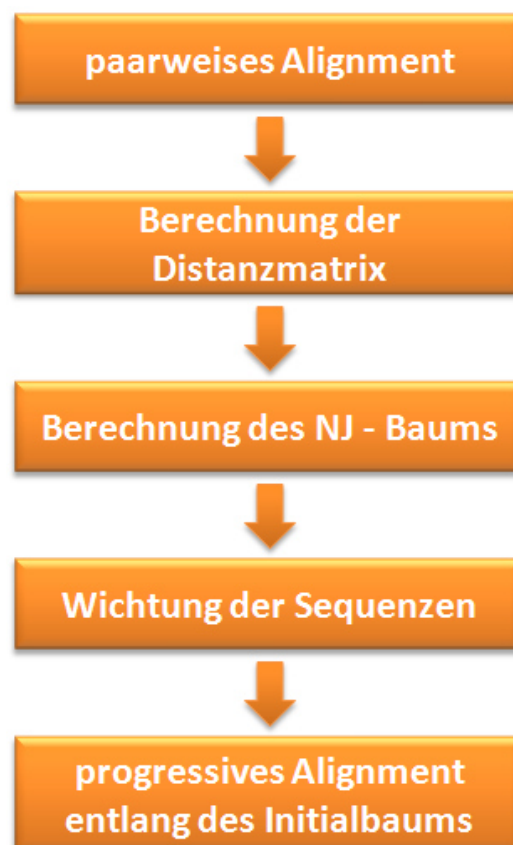 paarweises Alignment
Berechnung der
Distanzmatrix
Berechnung des NJ - Baums
Wichtung der Sequenzen
progressives Alignment
entlang des Initialbaums